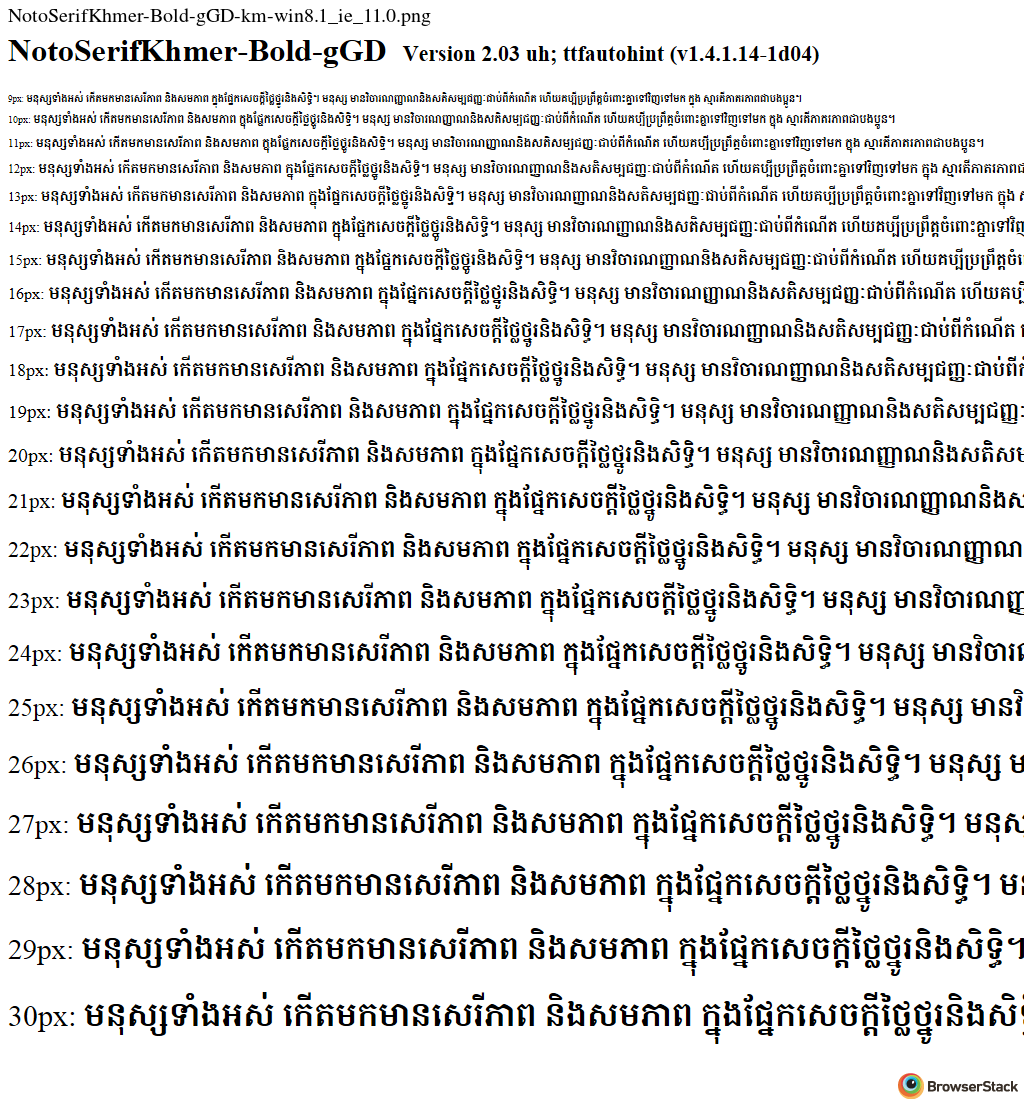 NotoSerifKhmer-Bold-gGD-km-win8.1_ie_11.0.png
NotoSerifKhmer-Bold-gGD Version 2.03 uh; ttfautohint (v1.4.1.14-1d04)
9px: មនុស្សទាំងអស់ កើតមកមានសេរីភាព និងសមភាព ក្នុងផ្នែកសេចក្ដីថ្លៃថ្នូរនិងសិទ្ធិ។ មនុស្ស មានវិចារណញ្ញាណនិងសតិសម្បជញ្ញៈជាប់ពីកំណើត ហើយគប្បីប្រព្រឹត្ដចំពោះគ្នាទៅវិញទៅមក ក្នុង ស្មារតីភាតរភាពជាបងប្អូន។
10px: មនុស្សទាំងអស់ កើតមកមានសេរីភាព និងសមភាព ក្នុងផ្នែកសេចក្ដីថ្លៃថ្នូរនិងសិទ្ធិ។ មនុស្ស មានវិចារណញ្ញាណនិងសតិសម្បជញ្ញៈជាប់ពីកំណើត ហើយគប្បីប្រព្រឹត្ដចំពោះគ្នាទៅវិញទៅមក ក្នុង ស្មារតីភាតរភាពជាបងប្អូន។
11px: មនុស្សទាំងអស់ កើតមកមានសេរីភាព និងសមភាព ក្នុងផ្នែកសេចក្ដីថ្លៃថ្នូរនិងសិទ្ធិ។ មនុស្ស មានវិចារណញ្ញាណនិងសតិសម្បជញ្ញៈជាប់ពីកំណើត ហើយគប្បីប្រព្រឹត្ដចំពោះគ្នាទៅវិញទៅមក ក្នុង ស្មារតីភាតរភាពជាបងប្អូន។
12px: មនុស្សទាំងអស់ កើតមកមានសេរីភាព និងសមភាព ក្នុងផ្នែកសេចក្ដីថ្លៃថ្នូរនិងសិទ្ធិ។ មនុស្ស មានវិចារណញ្ញាណនិងសតិសម្បជញ្ញៈជាប់ពីកំណើត ហើយគប្បីប្រព្រឹត្ដចំពោះគ្នាទៅវិញទៅមក ក្នុង ស្មារតីភាតរភាពជ
13px: មនុស្សទាំងអស់ កើតមកមានសេរីភាព និងសមភាព ក្នុងផ្នែកសេចក្ដីថ្លៃថ្នូរនិងសិទ្ធិ។ មនុស្ស មានវិចារណញ្ញាណនិងសតិសម្បជញ្ញៈជាប់ពីកំណើត ហើយគប្បីប្រព្រឹត្ដចំពោះគ្នាទៅវិញទៅមក ក្នុង
14px: មនុស្សទាំងអស់ កើតមកមានសេរីភាព និងសមភាព ក្នុងផ្នែកសេចក្ដីថ្លៃថ្នូរនិងសិទ្ធិ។ មនុស្ស មានវិចារណញ្ញាណនិងសតិសម្បជញ្ញៈជាប់ពីកំណើត ហើយគប្បីប្រព្រឹត្ដចំពោះគ្នាទៅវិញ
15px: មនុស្សទាំងអស់ កើតមកមានសេរីភាព និងសមភាព ក្នុងផ្នែកសេចក្ដីថ្លៃថ្នូរនិងសិទ្ធិ។ មនុស្ស មានវិចារណញ្ញាណនិងសតិសម្បជញ្ញៈជាប់ពីកំណើត ហើយគប្បីប្រព្រឹត្ដចំពោះ
16px: មនុស្សទាំងអស់ កើតមកមានសេរីភាព និងសមភាព ក្នុងផ្នែកសេចក្ដីថ្លៃថ្នូរនិងសិទ្ធិ។ មនុស្ស មានវិចារណញ្ញាណនិងសតិសម្បជញ្ញៈជាប់ពីកំណើត ហើយគប្បី
17px: មនុស្សទាំងអស់ កើតមកមានសេរីភាព និងសមភាព ក្នុងផ្នែកសេចក្ដីថ្លៃថ្នូរនិងសិទ្ធិ។ មនុស្ស មានវិចារណញ្ញាណនិងសតិសម្បជញ្ញៈជាប់ពីកំណើត
18px: មនុស្សទាំងអស់ កើតមកមានសេរីភាព និងសមភាព ក្នុងផ្នែកសេចក្ដីថ្លៃថ្នូរនិងសិទ្ធិ។ មនុស្ស មានវិចារណញ្ញាណនិងសតិសម្បជញ្ញៈជាប់ពី
19px: មនុស្សទាំងអស់ កើតមកមានសេរីភាព និងសមភាព ក្នុងផ្នែកសេចក្ដីថ្លៃថ្នូរនិងសិទ្ធិ។ មនុស្ស មានវិចារណញ្ញាណនិងសតិសម្បជញ្ញៈ
20px: មនុស្សទាំងអស់ កើតមកមានសេរីភាព និងសមភាព ក្នុងផ្នែកសេចក្ដីថ្លៃថ្នូរនិងសិទ្ធិ។ មនុស្ស មានវិចារណញ្ញាណនិងសតិសម
21px: មនុស្សទាំងអស់ កើតមកមានសេរីភាព និងសមភាព ក្នុងផ្នែកសេចក្ដីថ្លៃថ្នូរនិងសិទ្ធិ។ មនុស្ស មានវិចារណញ្ញាណនិងស
22px: មនុស្សទាំងអស់ កើតមកមានសេរីភាព និងសមភាព ក្នុងផ្នែកសេចក្ដីថ្លៃថ្នូរនិងសិទ្ធិ។ មនុស្ស មានវិចារណញ្ញាណ
23px: មនុស្សទាំងអស់ កើតមកមានសេរីភាព និងសមភាព ក្នុងផ្នែកសេចក្ដីថ្លៃថ្នូរនិងសិទ្ធិ។ មនុស្ស មានវិចារណញ្ញ
24px: មនុស្សទាំងអស់ កើតមកមានសេរីភាព និងសមភាព ក្នុងផ្នែកសេចក្ដីថ្លៃថ្នូរនិងសិទ្ធិ។ មនុស្ស មានវិចារ
25px: មនុស្សទាំងអស់ កើតមកមានសេរីភាព និងសមភាព ក្នុងផ្នែកសេចក្ដីថ្លៃថ្នូរនិងសិទ្ធិ។ មនុស្ស មានវិ
26px: មនុស្សទាំងអស់ កើតមកមានសេរីភាព និងសមភាព ក្នុងផ្នែកសេចក្ដីថ្លៃថ្នូរនិងសិទ្ធិ។ មនុស្ស ម
27px: មនុស្សទាំងអស់ កើតមកមានសេរីភាព និងសមភាព ក្នុងផ្នែកសេចក្ដីថ្លៃថ្នូរនិងសិទ្ធិ។ មនុស
28px: មនុស្សទាំងអស់ កើតមកមានសេរីភាព និងសមភាព ក្នុងផ្នែកសេចក្ដីថ្លៃថ្នូរនិងសិទ្ធិ។ ម
29px: មនុស្សទាំងអស់ កើតមកមានសេរីភាព និងសមភាព ក្នុងផ្នែកសេចក្ដីថ្លៃថ្នូរនិងសិទ្ធិ។
30px: មនុស្សទាំងអស់ កើតមកមានសេរីភាព និងសមភាព ក្នុងផ្នែកសេចក្ដីថ្លៃថ្នូរនិងសិ
BrowserStack